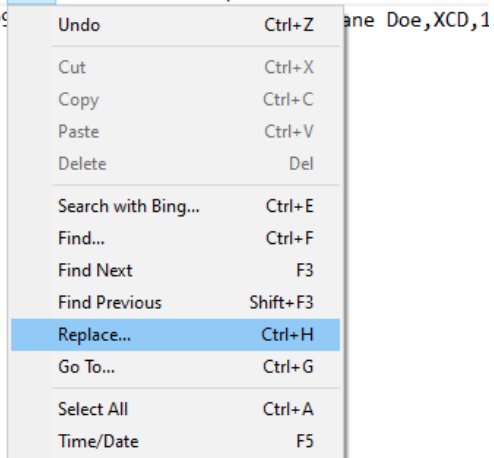 ane Doe,XCD,1
Undo Ctrl+Z
Cut Ctrl+X
Copy Ctrl+C
Paste Ctrl+V
Delete Del
Search with Bing... Ctrl+E
Find... Ctrl+F
Find Next F3
Find Previous Shift+F3
Replace... Ctrl+H
Go To... Ctrl+G
Select All Ctrl+A
Time/Date F5